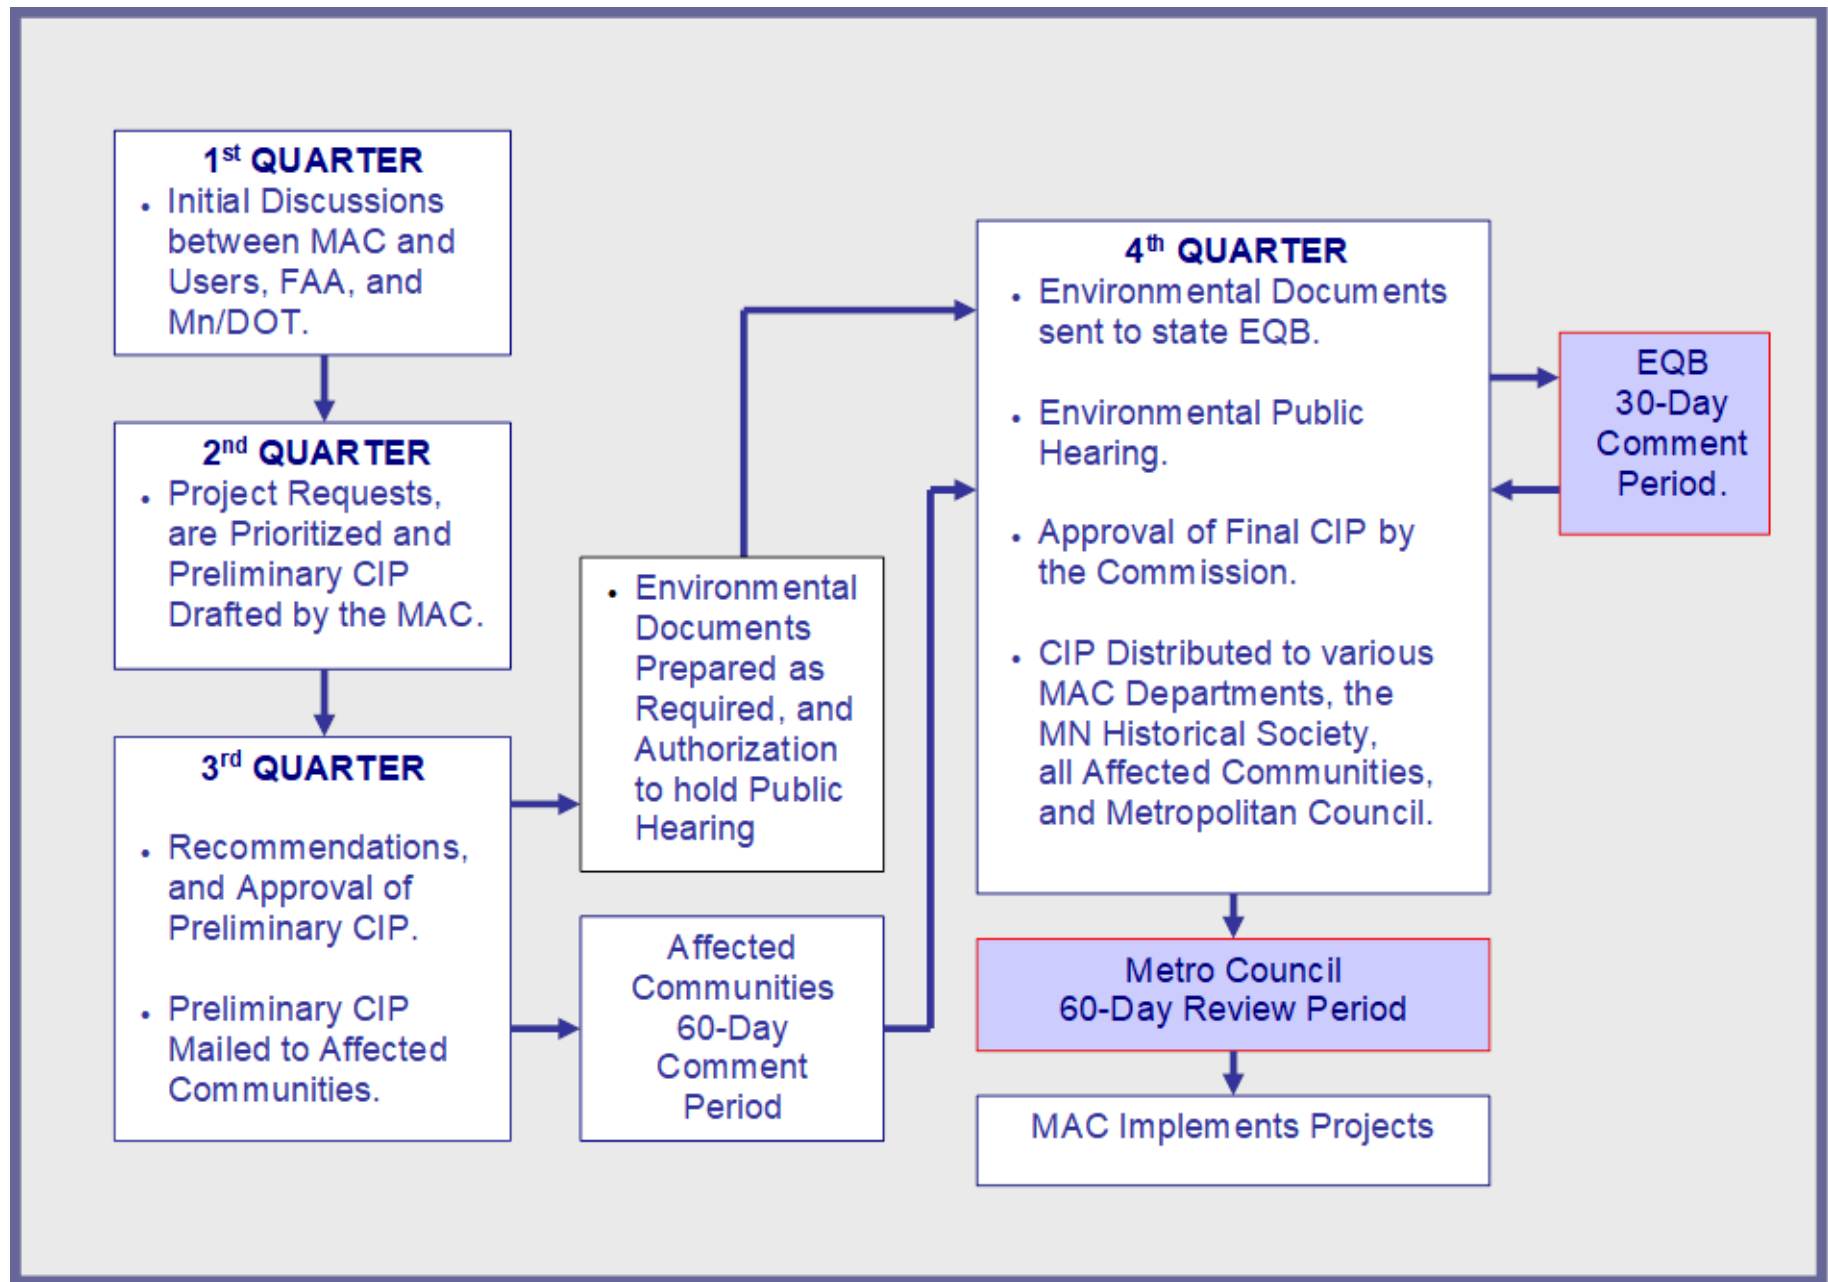 1st QUARTER
• Initial Discussions
between MAC and
Users, FAA, and
Mn/DOT.
2nd QUARTER
• Project Requests,
are Prioritized and
Preliminary CIP
Drafted by the MAC.
3rd QUARTER
• Recommendations,
and Approval of
Preliminary CIP.
• Preliminary CIP
Mailed to Affected
Communities.
• Environmental
Documents
Prepared as
Required, and
Authorization
to hold Public
Hearing
Affected
Communities
60-Day
Comment
Period
4th QUARTER
• Environmental Documents
sent to state EQB.
• Environmental Public
Hearing.
• Approval of Final CIP by
the Commission.
• CIP Distributed to various
MAC Departments, the
MN Historical Society,
all Affected Communities,
and Metropolitan Council.
EQB
30-Day
Comment
Period.
Metro Council
60-Day Review Period
MAC Implements Projects